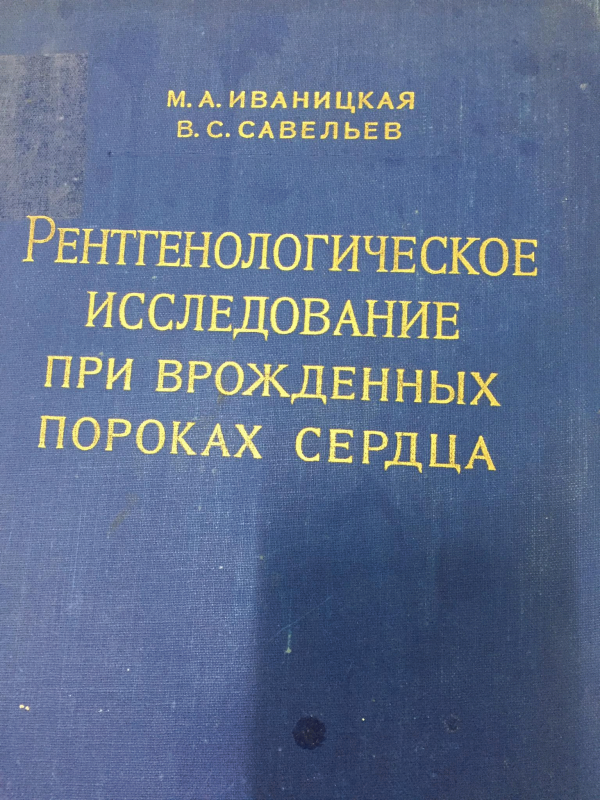 М. А. ИВАНИЦКАЯ
В. С. САВЕЛЬЕВ
РЕНТГЕНОЛОГИЧЕСКОЕ
ИССЛЕДОВАНИЕ
ПРИ ВРОЖДЕННЫХ
ПОРОКАХ СЕРДЦА